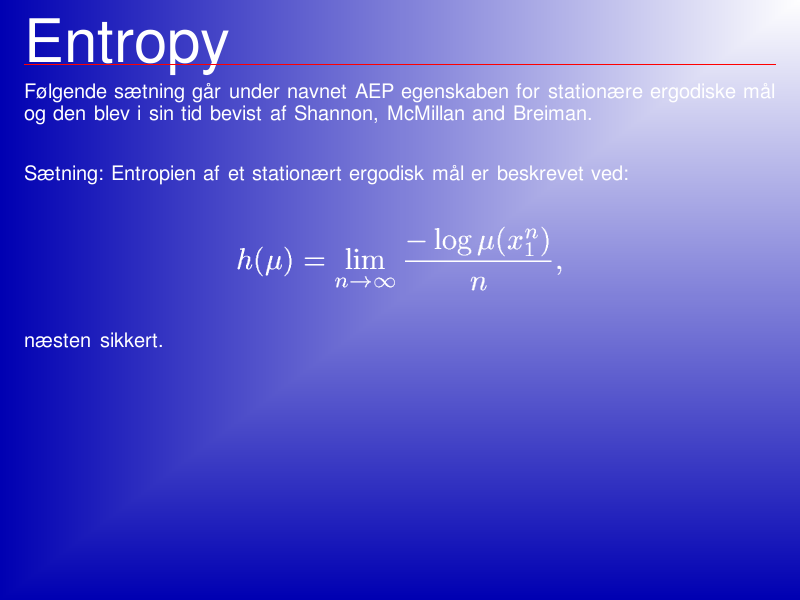 Entropy
Følgende sætning går under navnet AEP egenskaben for stationære ergodiske mål
og den blev i sin tid bevist af Shannon, McMillan and Breiman.
Sætning: Entropien af et stationært ergodisk mål er beskrevet ved:
$h(\mu) = \lim_{n \to \infty} \frac{-\log \mu(x_1^n)}{n},$
næsten sikkert.